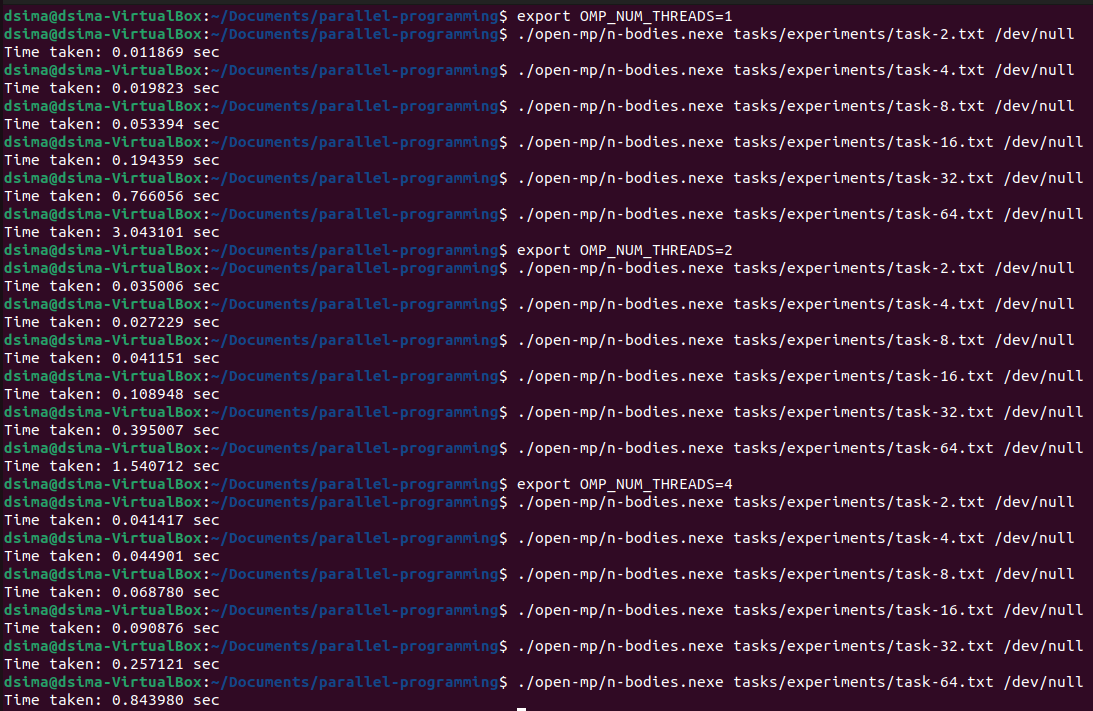 dsima@dsima-VirtualBox:~/Documents/parallel-programming$ export OMP_NUM_THREADS=1
dsima@dsima-VirtualBox:~/Documents/parallel-programming$ ./open-mp/n-bodies.nexe tasks/experiments/task-2.txt /dev/null
Time taken: 0.011869 sec
dsima@dsima-VirtualBox:~/Documents/parallel-programming$ ./open-mp/n-bodies.nexe tasks/experiments/task-4.txt /dev/null
Time taken: 0.019823 sec
dsima@dsima-VirtualBox:~/Documents/parallel-programming$ ./open-mp/n-bodies.nexe tasks/experiments/task-8.txt /dev/null
Time taken: 0.053394 sec
dsima@dsima-VirtualBox:~/Documents/parallel-programming$ ./open-mp/n-bodies.nexe tasks/experiments/task-16.txt /dev/null
Time taken: 0.194359 sec
dsima@dsima-VirtualBox:~/Documents/parallel-programming$ ./open-mp/n-bodies.nexe tasks/experiments/task-32.txt /dev/null
Time taken: 0.766056 sec
dsima@dsima-VirtualBox:~/Documents/parallel-programming$ ./open-mp/n-bodies.nexe tasks/experiments/task-64.txt /dev/null
Time taken: 3.043101 sec
dsima@dsima-VirtualBox:~/Documents/parallel-programming$ export OMP_NUM_THREADS=2
dsima@dsima-VirtualBox:~/Documents/parallel-programming$ ./open-mp/n-bodies.nexe tasks/experiments/task-2.txt /dev/null
Time taken: 0.035006 sec
dsima@dsima-VirtualBox:~/Documents/parallel-programming$ ./open-mp/n-bodies.nexe tasks/experiments/task-4.txt /dev/null
Time taken: 0.027229 sec
dsima@dsima-VirtualBox:~/Documents/parallel-programming$ ./open-mp/n-bodies.nexe tasks/experiments/task-8.txt /dev/null
Time taken: 0.041151 sec
dsima@dsima-VirtualBox:~/Documents/parallel-programming$ ./open-mp/n-bodies.nexe tasks/experiments/task-16.txt /dev/null
Time taken: 0.108948 sec
dsima@dsima-VirtualBox:~/Documents/parallel-programming$ ./open-mp/n-bodies.nexe tasks/experiments/task-32.txt /dev/null
Time taken: 0.395007 sec
dsima@dsima-VirtualBox:~/Documents/parallel-programming$ ./open-mp/n-bodies.nexe tasks/experiments/task-64.txt /dev/null
Time taken: 1.540712 sec
dsima@dsima-VirtualBox:~/Documents/parallel-programming$ export OMP_NUM_THREADS=4
dsima@dsima-VirtualBox:~/Documents/parallel-programming$ ./open-mp/n-bodies.nexe tasks/experiments/task-2.txt /dev/null
Time taken: 0.041417 sec
dsima@dsima-VirtualBox:~/Documents/parallel-programming$ ./open-mp/n-bodies.nexe tasks/experiments/task-4.txt /dev/null
Time taken: 0.044901 sec
dsima@dsima-VirtualBox:~/Documents/parallel-programming$ ./open-mp/n-bodies.nexe tasks/experiments/task-8.txt /dev/null
Time taken: 0.068780 sec
dsima@dsima-VirtualBox:~/Documents/parallel-programming$ ./open-mp/n-bodies.nexe tasks/experiments/task-16.txt /dev/null
Time taken: 0.090876 sec
dsima@dsima-VirtualBox:~/Documents/parallel-programming$ ./open-mp/n-bodies.nexe tasks/experiments/task-32.txt /dev/null
Time taken: 0.257121 sec
dsima@dsima-VirtualBox:~/Documents/parallel-programming$ ./open-mp/n-bodies.nexe tasks/experiments/task-64.txt /dev/null
Time taken: 0.843980 sec